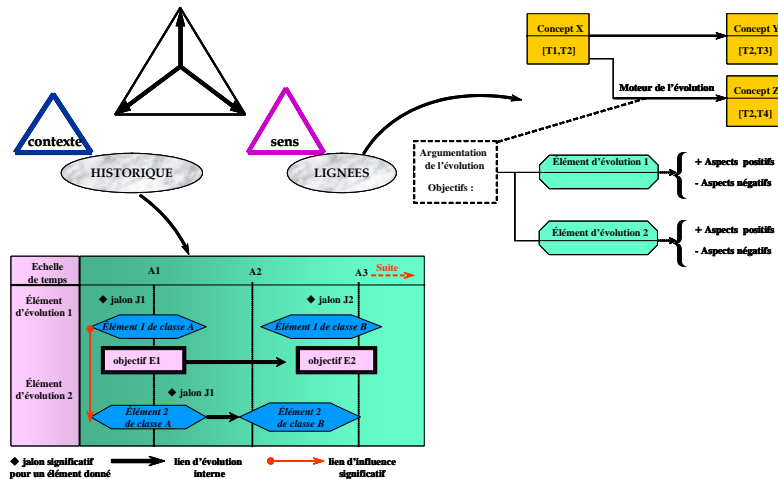 Concept X
[T1,T2]
Concept Y
[T2,T3]
Moteur de l'évolution
Concept Z
[T2,T4]
contexte
HISTORIQUE
sens
LIGNEES
Argumentation
de l'évolution
Objectifs :
Élément d'évolution 1
+ Aspects positifs
- Aspects négatifs
Élément d'évolution 2
+ Aspects positifs
- Aspects négatifs
Echelle
de temps
A1
A2
A3
Suite
Élément
d'évolution 1
jalon J1
jalon J2
Élément 1 de classe A
Élément 1 de classe B
objectif E1
objectif E2
Élément
d'évolution 2
jalon J1
Élément 2
de classe A
Élément 2
de classe B
jalon significatif
pour un élément donné
lien d'évolution
interne
lien d'influence
significatif